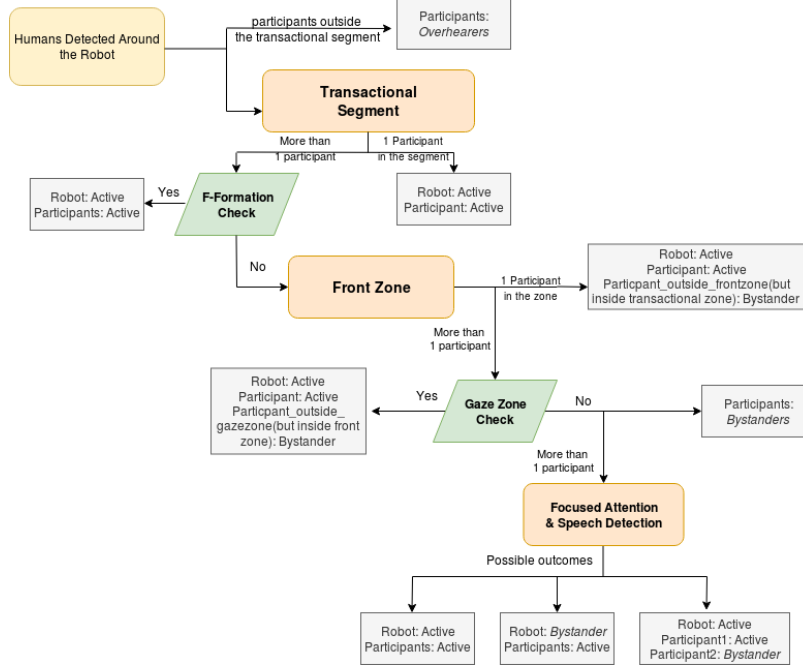 Humans Detected Around
the Robot
participants outside
the transactional segment
Participants:
Overhearers
Transactional
Segment
More than
1 participant
1 Participant
in the segment
Robot: Active
Participants: Active
Yes
F-Formation
Check
Robot: Active
Participant: Active
No
Front Zone
1 Participant
in the zone
Robot: Active
Participant: Active
Particpant_outside_frontzone(but
inside transactional zone): Bystander
More than
1 participant
Robot: Active
Participant: Active
Particpant_outside_
gazezone(but inside front
zone): Bystander
Yes
Gaze Zone
Check
No
Participants:
Bystanders
More than
1 participant
Focused Attention
& Speech Detection
Possible outcomes
Robot: Active
Participants: Active
Robot: Bystander
Participants: Active
Robot: Active
Participant1: Active
Participant2: Bystander